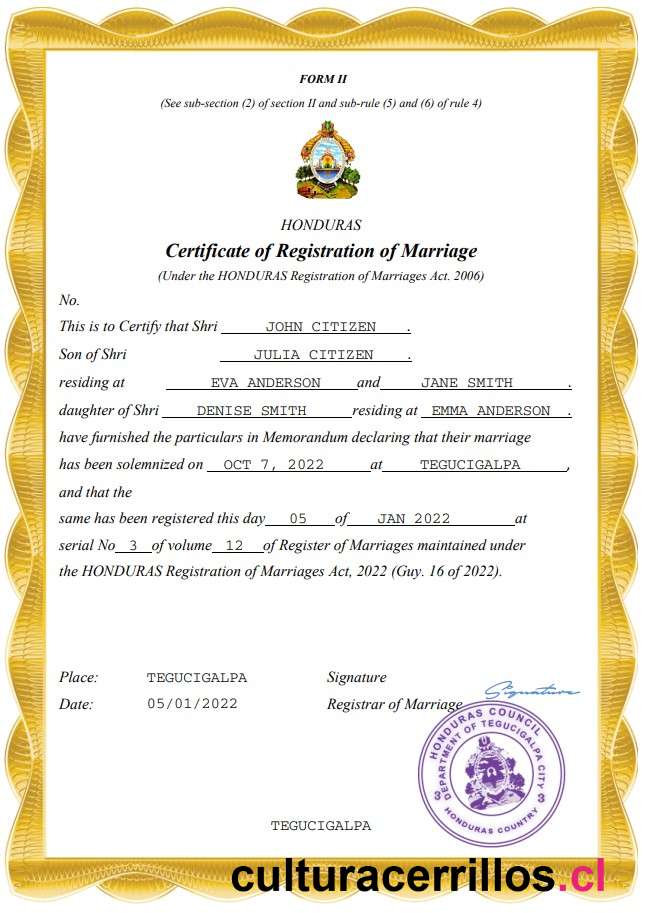 FORM II
(See sub-section (2) of section II and sub-rule (5) and (6) of rule 4)
HONDURAS
Certificate of Registration of Marriage
(Under the HONDURAS Registration of Marriages Act. 2006)
No.
This is to Certify that Shri JOHN CITIZEN .
Son of Shri JULIA CITIZEN .
residing at EVA ANDERSON and JANE SMITH .
daughter of Shri DENISE SMITH residing at EMMA ANDERSON .
have furnished the particulars in Memorandum declaring that their marriage
has been solemnized on OCT 7, 2022 at TEGUCIGALPA ,
and that the
same has been registered this day 05 of JAN 2022 at
serial No 3 of volume 12 of Register of Marriages maintained under
the HONDURAS Registration of Marriages Act, 2022 (Guy. 16 of 2022).
Place: TEGUCIGALPA Signature
Signature
Date: 05/01/2022 Registrar of Marriage
HONDURAS COUNCIL
DEPARTMENT OF TEGUCIGALPA CITY
3 3
HONDURAS COUNTRY
TEGUCIGALPA
culturacerrillos.cl